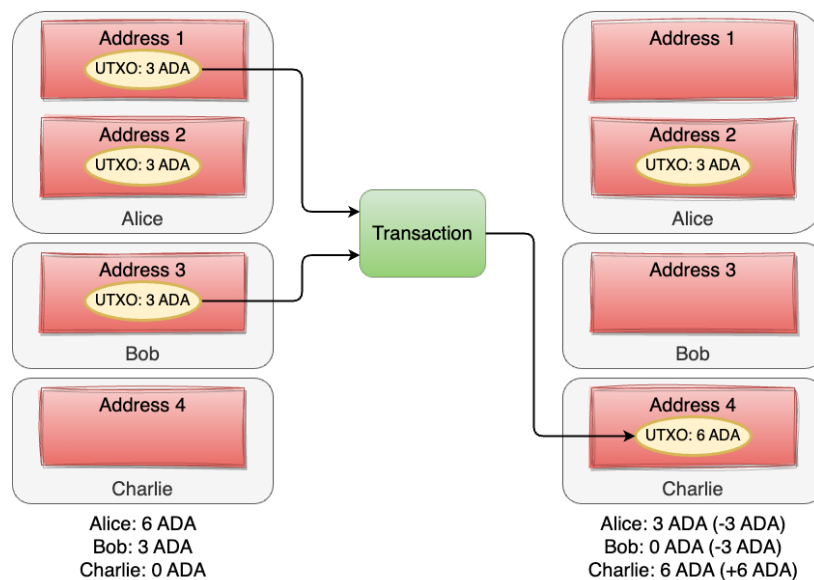 Address 1
UTXO: 3 ADA
Address 2
UTXO: 3 ADA
Alice
Address 3
UTXO: 3 ADA
Bob
Address 4
Charlie
Alice: 6 ADA
Bob: 3 ADA
Charlie: 0 ADA
Transaction
Address 1
Address 2
UTXO: 3 ADA
Alice
Address 3
Bob
Address 4
UTXO: 6 ADA
Charlie
Alice: 3 ADA (-3 ADA)
Bob: 0 ADA (-3 ADA)
Charlie: 6 ADA (+6 ADA)